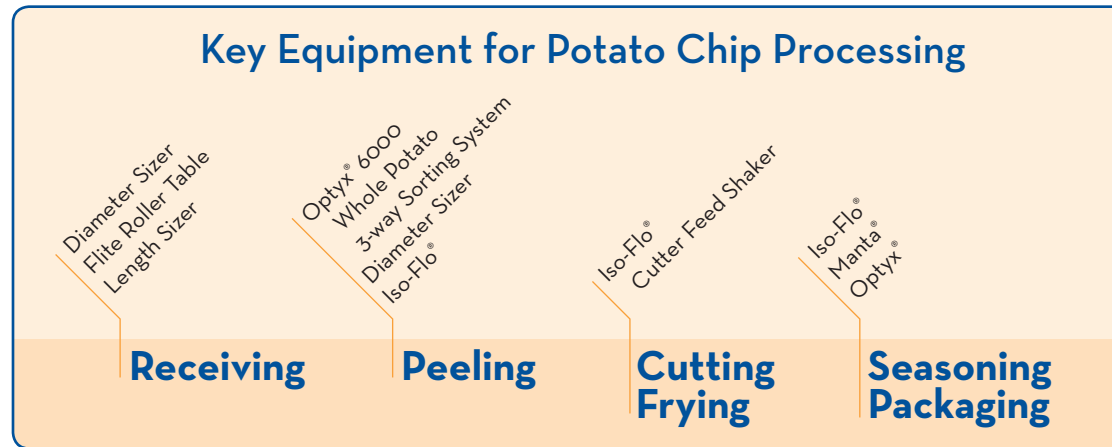 Key Equipment for Potato Chip Processing
Diameter Sizer
Flite Roller Table
Length Sizer
Optyx® 6000
Whole Potato
3-way Sorting System
Diameter Sizer
Iso-Flo®
Iso-Flo®
Cutter Feed Shaker
Iso-Flo®
Manta®
Optyx®
Receiving
Peeling
Cutting
Frying
Seasoning
Packaging